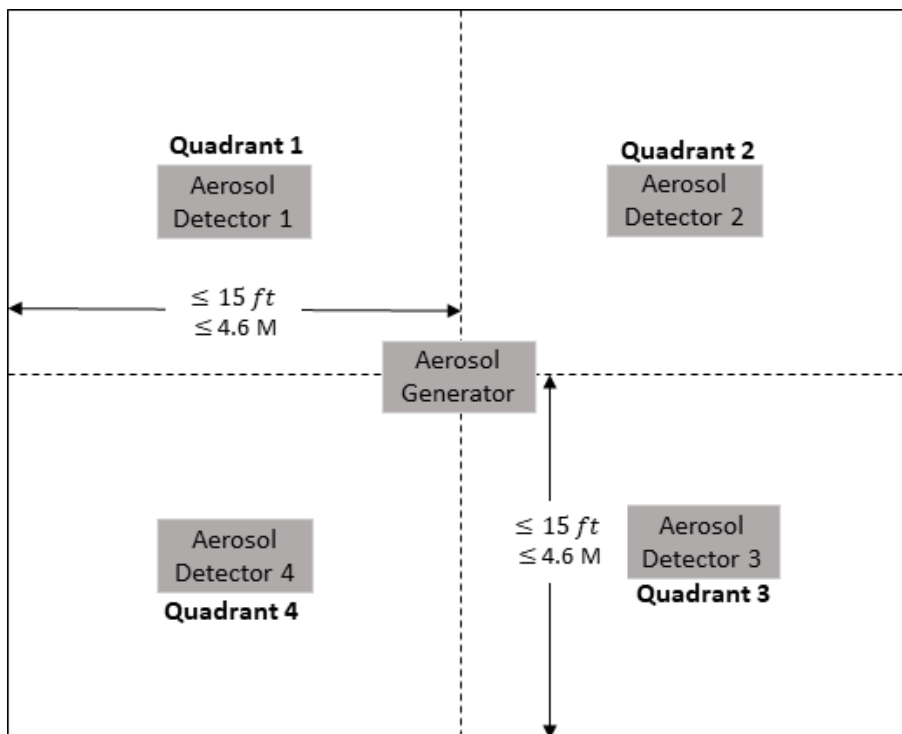 Quadrant 1
Aerosol
Detector 1
Quadrant 2
Aerosol
Detector 2
≤ 15 ft
≤ 4.6 M
Aerosol
Generator
Aerosol
Detector 4
Quadrant 4
≤ 15 ft
≤ 4.6 M
Aerosol
Detector 3
Quadrant 3